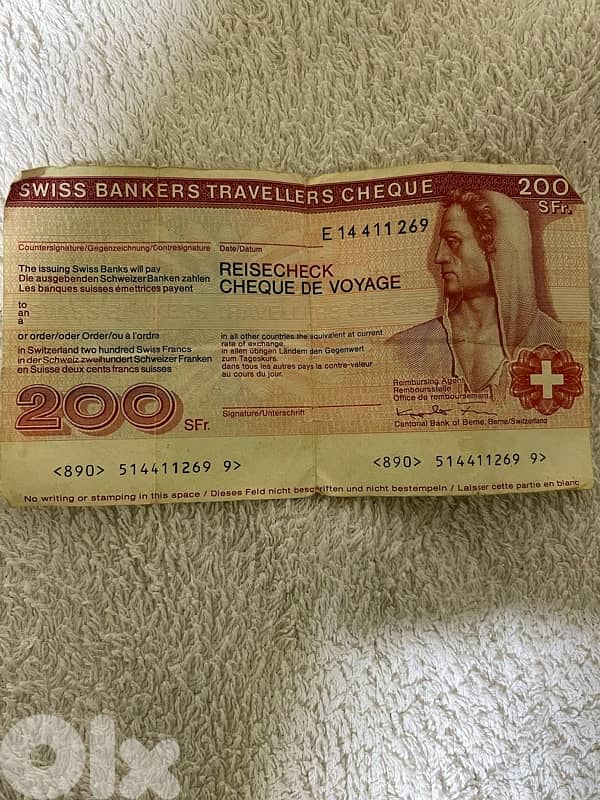 SWISS BANKERS TRAVELLERS CHEQUE
200
SFr.
E 14 411 269
Countersignature/Gegenzeichnung/Contresignature
Date/Datum
The issuing Swiss Banks will pay
Die ausgebenden Schweizer Banken zahlen
Les banques suisses émettrices payent
REISECHECK
CHEQUE DE VOYAGE
to
an
à
or order/oder Order/ou à l'ordre
in Switzerland two hundred Swiss Francs
in der Schweiz zweihundert Schweizer Franken
en Suisse deux cents francs suisses
in all other countries the equivalent at current
rate of exchange.
in allen übrigen Ländern den Gegenwert
zum Tageskurs.
dans tous les autres pays la contre-valeur
au cours du jour.
Reimbursing Agent
Remboursstelle
Office de remboursement
Cantonal Bank of Berne, Berne/Switzerland
200 SFr.
Signature/Unterschrift
<890> 514411269 9>
<890> 514411269 9>
No writing or stamping in this space / Dieses Feld nicht beschriften und nicht bestempeln / Laisser cette partie en blanc
Olx